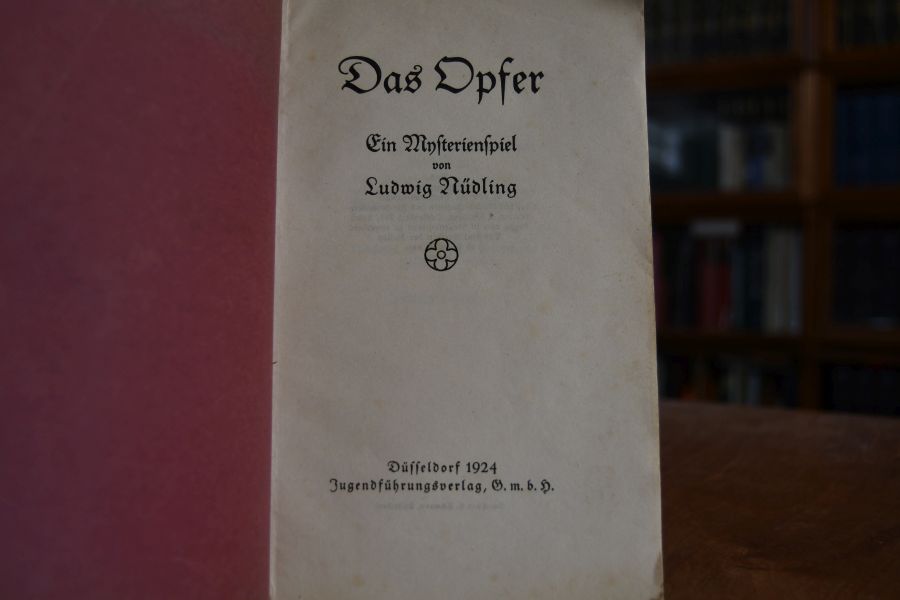 Das Opfer
Ein Mysterienspiel
von
Ludwig Nüdling
Düsseldorf 1924
Jugendführungsverlag, G. m. b. H.